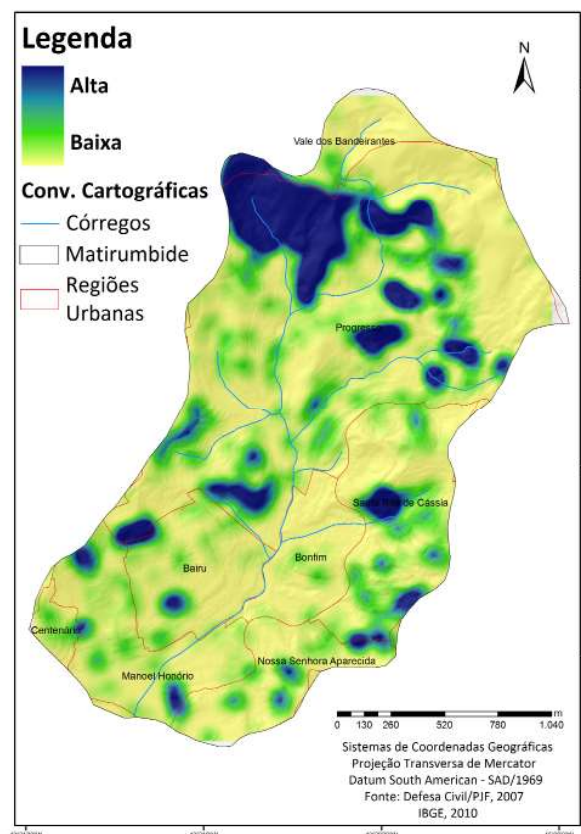 Legenda
Alta
Baixa
Conv. Cartográficas
Córregos
Matirumbide
Regiões
Urbanas
N
Vale dos Bandeirantes
Progresso
Santa Rita de Cássia
Bairu
Bonfim
Centenário
Manoel Honório
Nossa Senhora Aparecida
0 130 260 520 780 1.040 m
Sistemas de Coordenadas Geográficas
Projeção Transversa de Mercator
Datum South American - SAD/1969
Fonte: Defesa Civil/PJF, 2007
IBGE, 2010